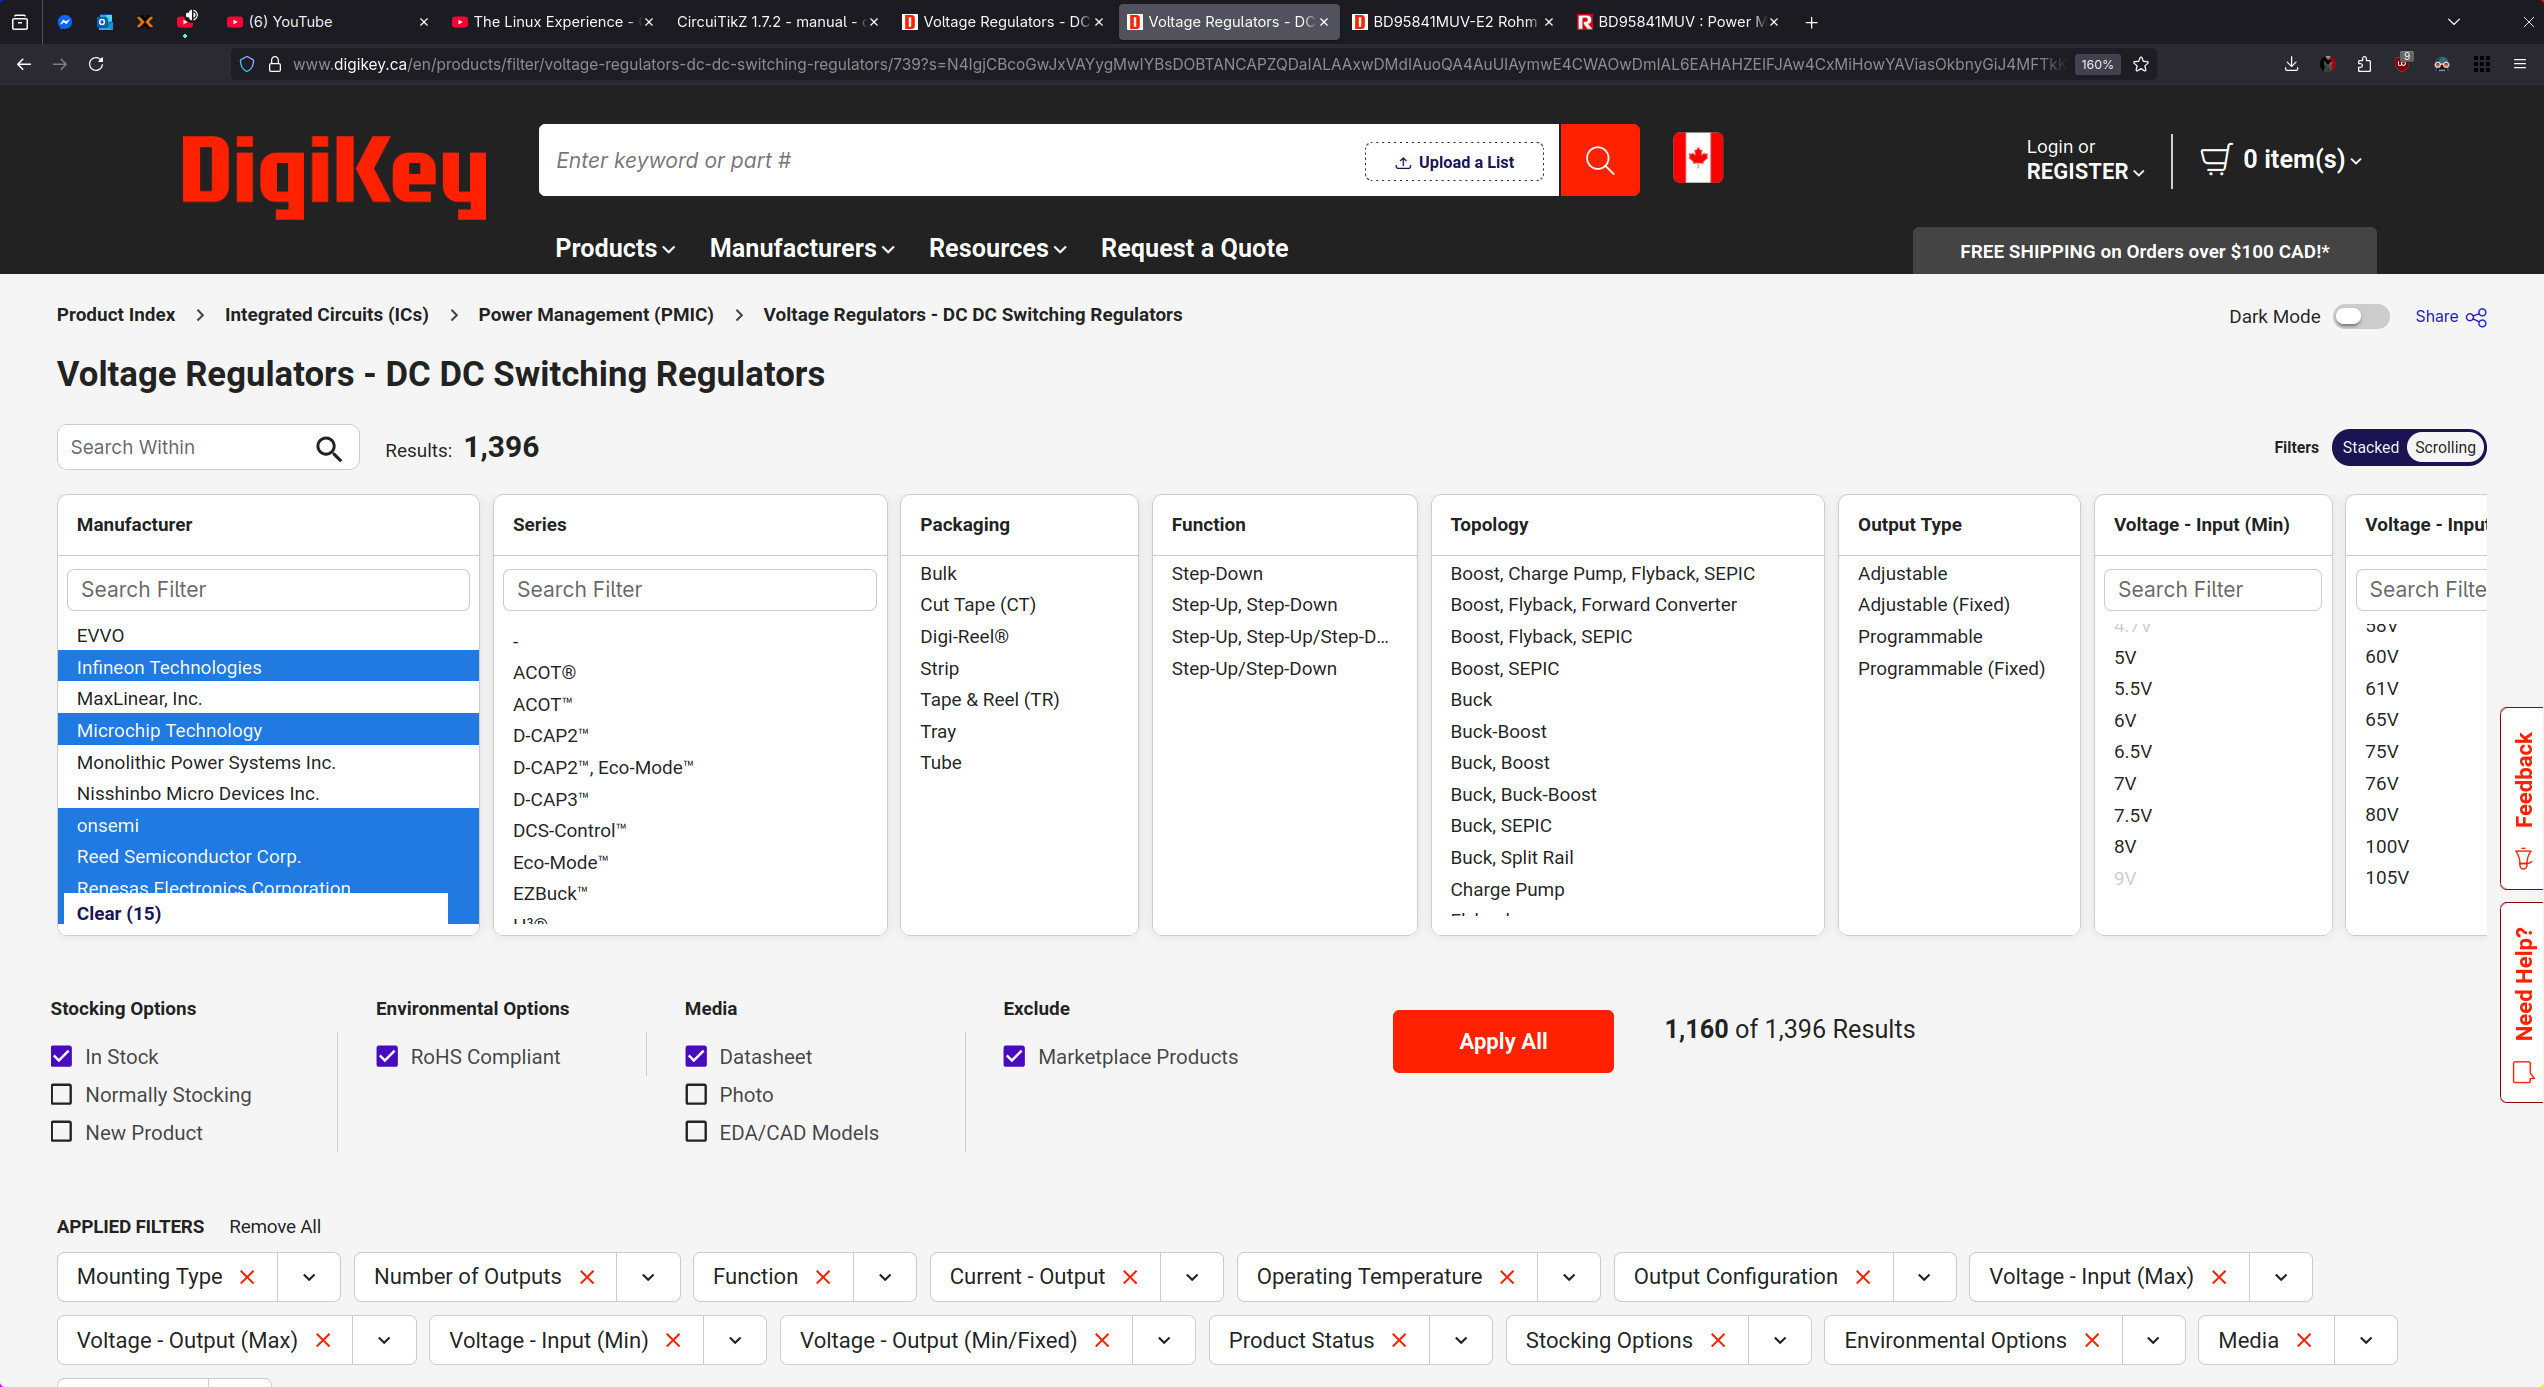 (6) YouTube
The Linux Experience -
CircuiTikZ 1.7.2 - manual -
Voltage Regulators - DC
Voltage Regulators - DC
BD95841MUV-E2 Rohm
BD95841MUV : Power M
160%
9
DigiKey
Enter keyword or part #
Upload a List
Login or
REGISTER
0 item(s)
Products
Manufacturers
Resources
Request a Quote
FREE SHIPPING on Orders over $100 CAD!*
Product Index > Integrated Circuits (ICs) > Power Management (PMIC) > Voltage Regulators - DC DC Switching Regulators
Dark Mode
Share
Voltage Regulators - DC DC Switching Regulators
Search Within
Results: 1,396
Filters
Stacked
Scrolling
Manufacturer
Search Filter
EVVO
Infineon Technologies
MaxLinear, Inc.
Microchip Technology
Monolithic Power Systems Inc.
Nisshinbo Micro Devices Inc.
onsemi
Reed Semiconductor Corp.
Renesas Electronics Corporation
Clear (15)
Series
Search Filter
-
ACOT®
ACOT™
D-CAP2™
D-CAP2™, Eco-Mode™
D-CAP3™
DCS-Control™
Eco-Mode™
EZBuck™
Packaging
Bulk
Cut Tape (CT)
Digi-Reel®
Strip
Tape & Reel (TR)
Tray
Tube
Function
Step-Down
Step-Up, Step-Down
Step-Up, Step-Up/Step-D...
Step-Up/Step-Down
Topology
Boost, Charge Pump, Flyback, SEPIC
Boost, Flyback, Forward Converter
Boost, Flyback, SEPIC
Boost, SEPIC
Buck
Buck-Boost
Buck, Boost
Buck, Buck-Boost
Buck, SEPIC
Buck, Split Rail
Charge Pump
Output Type
Adjustable
Adjustable (Fixed)
Programmable
Programmable (Fixed)
Voltage - Input (Min)
Search Filter
4.7V
5V
5.5V
6V
6.5V
7V
7.5V
8V
9V
Voltage - Input
Search Filte
58V
60V
61V
65V
75V
76V
80V
100V
105V
Feedback
Need Help?
Stocking Options
In Stock
Normally Stocking
New Product
Environmental Options
RoHS Compliant
Media
Datasheet
Photo
EDA/CAD Models
Exclude
Marketplace Products
Apply All
1,160 of 1,396 Results
APPLIED FILTERS
Remove All
Mounting Type
Number of Outputs
Function
Current - Output
Operating Temperature
Output Configuration
Voltage - Input (Max)
Voltage - Output (Max)
Voltage - Input (Min)
Voltage - Output (Min/Fixed)
Product Status
Stocking Options
Environmental Options
Media